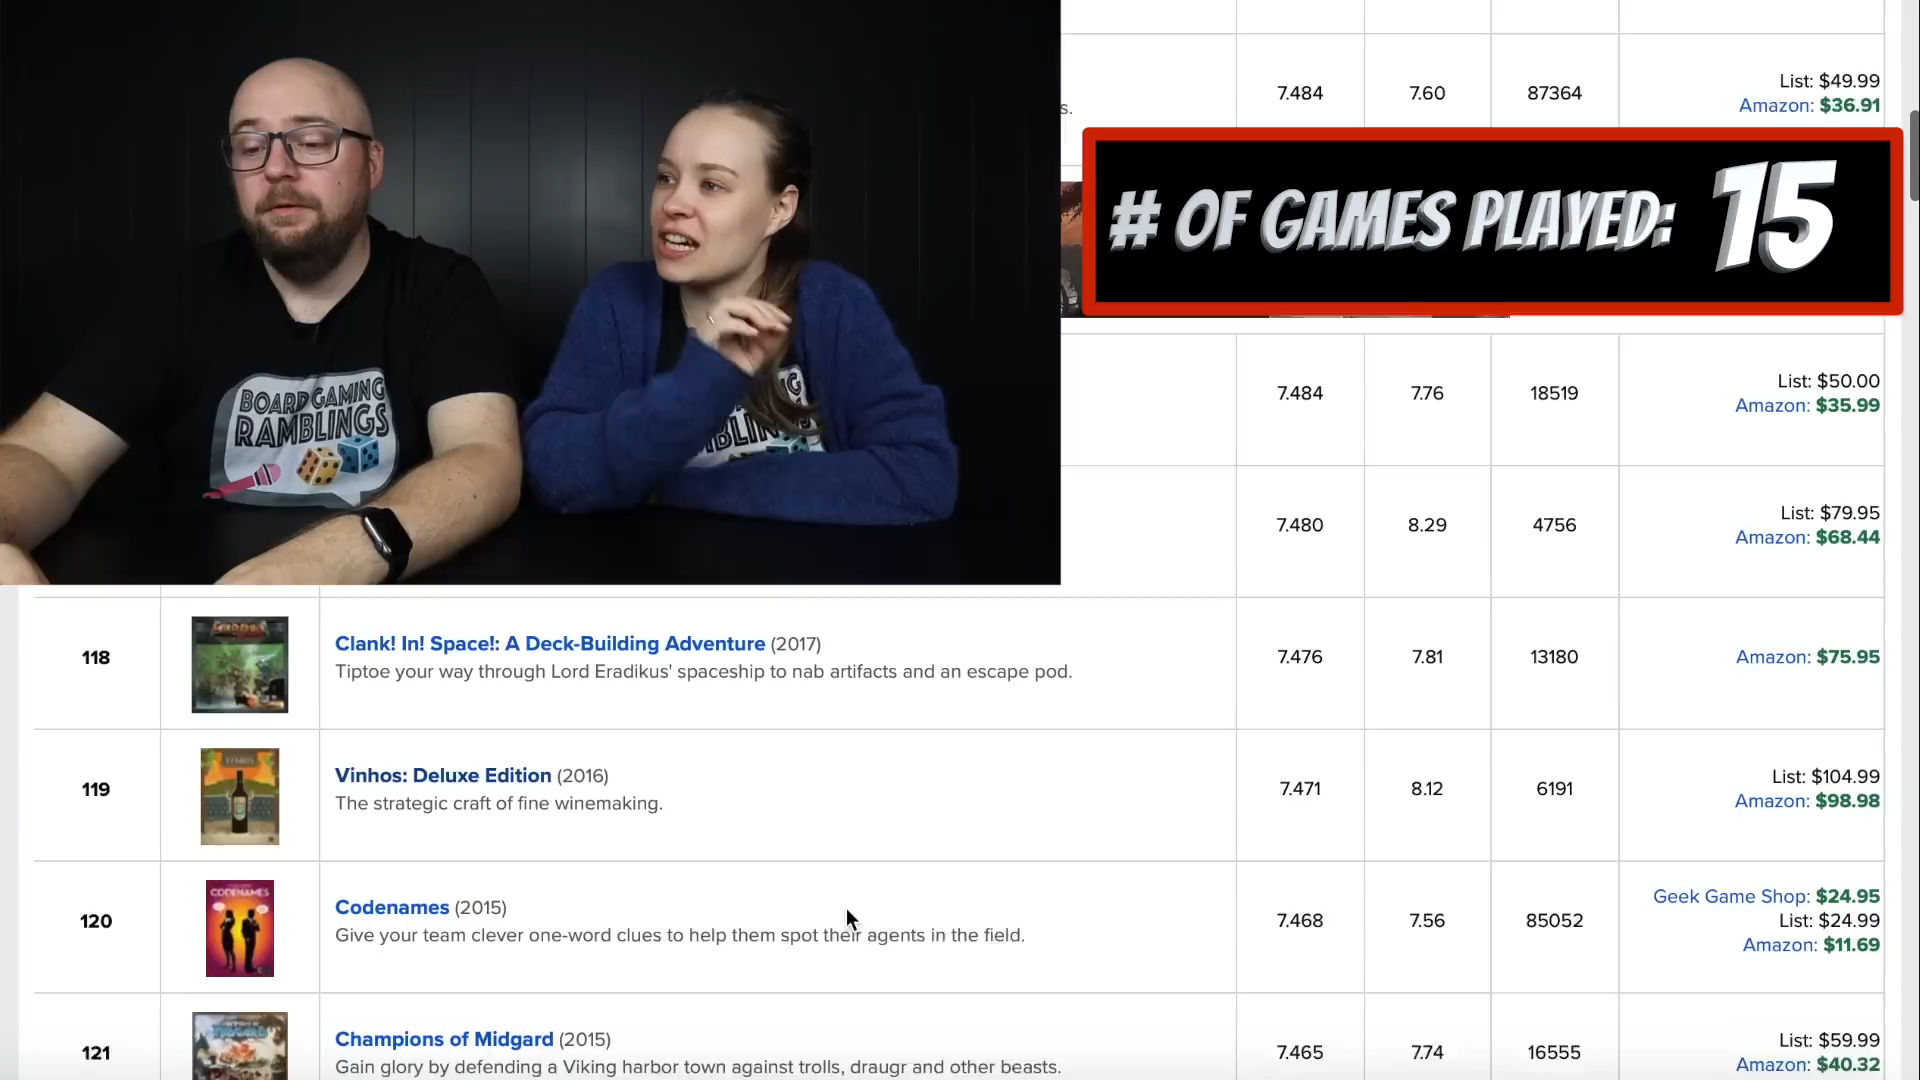 7.484 7.60 87364 List: $49.99
Amazon: $36.91
s.
# OF GAMES PLAYED: 15
7.484 7.76 18519 List: $50.00
Amazon: $35.99
7.480 8.29 4756 List: $79.95
Amazon: $68.44
BOARD GAMING
RAMBLINGS
118 Clank! In! Space!: A Deck-Building Adventure (2017) 7.476 7.81 13180 Amazon: $75.95
Tiptoe your way through Lord Eradikus' spaceship to nab artifacts and an escape pod.
119 Vinhos: Deluxe Edition (2016) 7.471 8.12 6191 List: $104.99
The strategic craft of fine winemaking. Amazon: $98.98
120 Codenames (2015) 7.468 7.56 85052 Geek Game Shop: $24.95
Give your team clever one-word clues to help them spot their agents in the field. List: $24.99
Amazon: $11.69
CODENAMES
121 Champions of Midgard (2015) 7.465 7.74 16555 List: $59.99
Gain glory by defending a Viking harbor town against trolls, draugr and other beasts. Amazon: $40.32